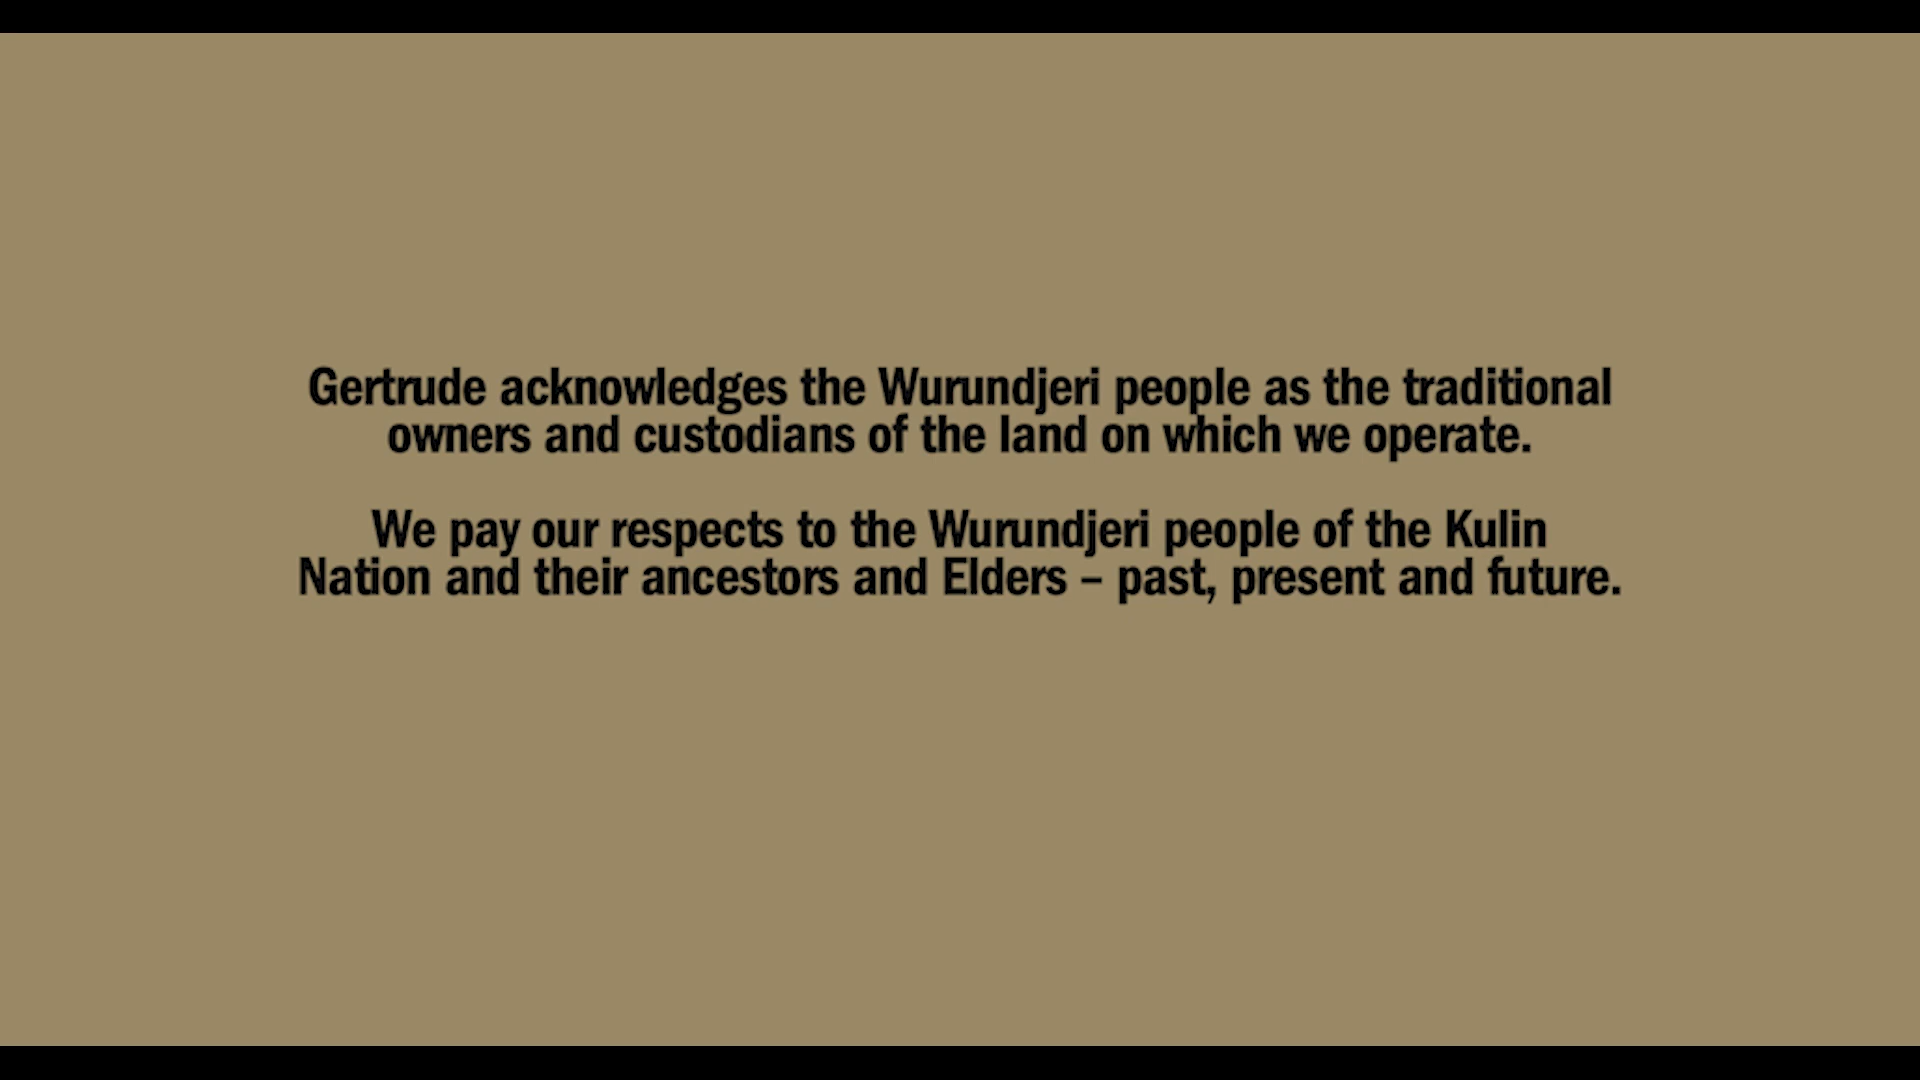 Gertrude acknowledges the Wurundjeri people as the traditional
owners and custodians of the land on which we operate.
We pay our respects to the Wurundjeri people of the Kulin
Nation and their ancestors and Elders – past, present and future.